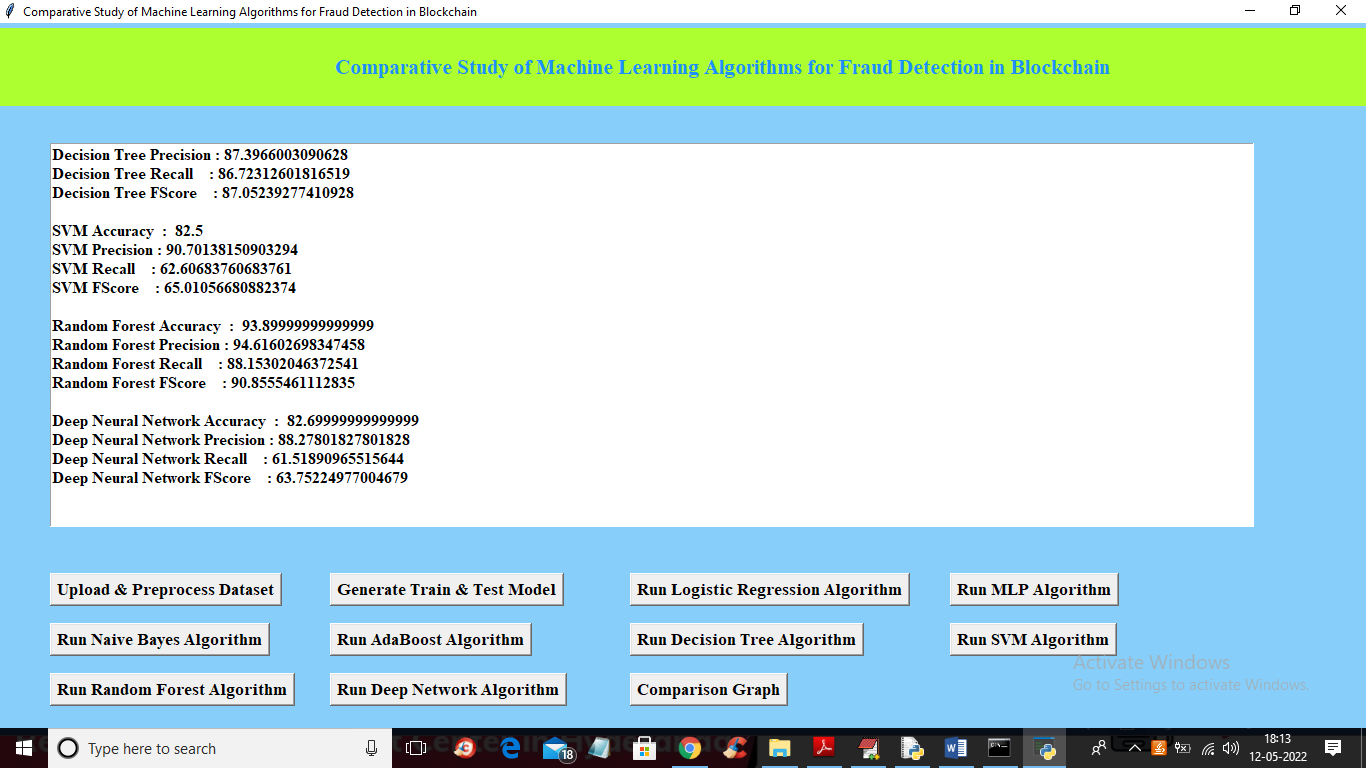 Comparative Study of Machine Learning Algorithms for Fraud Detection in Blockchain
Comparative Study of Machine Learning Algorithms for Fraud Detection in Blockchain
Decision Tree Precision : 87.3966003090628
Decision Tree Recall : 86.72312601816519
Decision Tree FScore : 87.05239277410928
SVM Accuracy : 82.5
SVM Precision : 90.70138150903294
SVM Recall : 62.60683760683761
SVM FScore : 65.01056680882374
Random Forest Accuracy : 93.89999999999999
Random Forest Precision : 94.61602698347458
Random Forest Recall : 88.15302046372541
Random Forest FScore : 90.8555461112835
Deep Neural Network Accuracy : 82.69999999999999
Deep Neural Network Precision : 88.27801827801828
Deep Neural Network Recall : 61.51890965515644
Deep Neural Network FScore : 63.75224977004679
Upload & Preprocess Dataset Generate Train & Test Model Run Logistic Regression Algorithm Run MLP Algorithm
Run Naive Bayes Algorithm Run AdaBoost Algorithm Run Decision Tree Algorithm Run SVM Algorithm
Activate Windows
Go to Settings to activate Windows.
Run Random Forest Algorithm Run Deep Network Algorithm Comparison Graph
Type here to search
18
18:13
12-05-2022